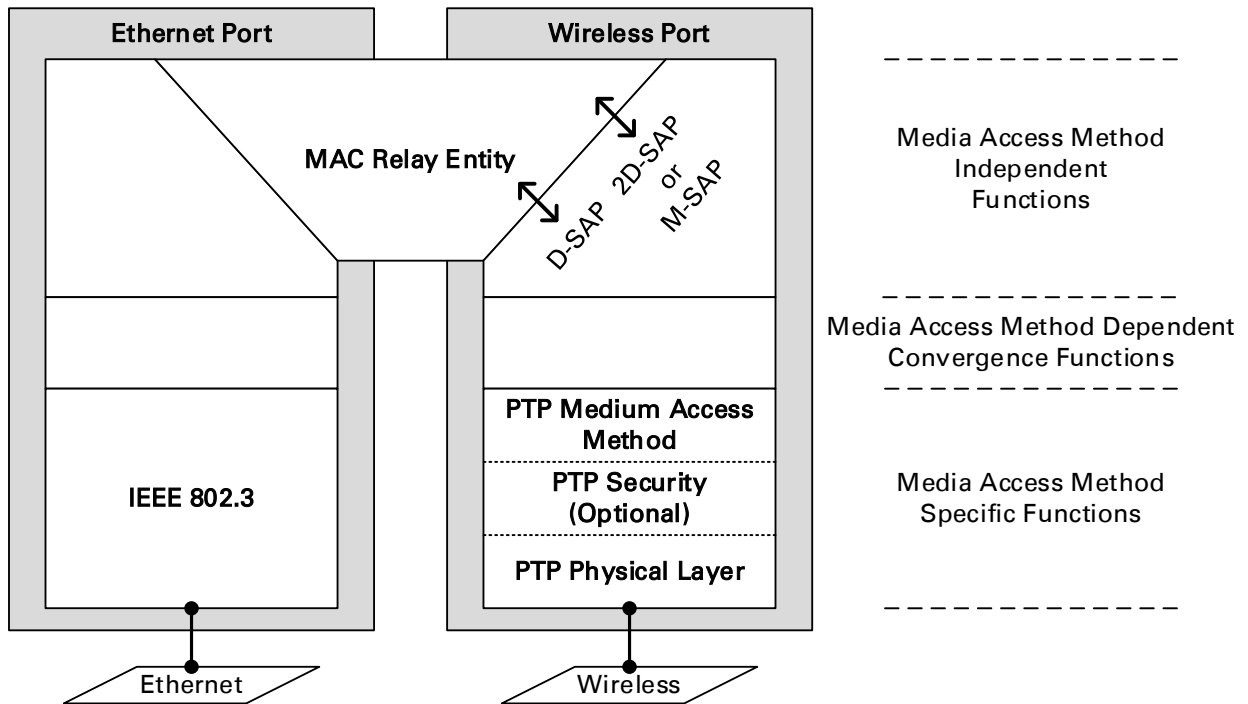 Ethernet Port
Wireless Port
MAC Relay Entity
D-SAP
2D-SAP
or
M-SAP
Media Access Method
Independent
Functions
Media Access Method Dependent
Convergence Functions
IEEE 802.3
PTP Medium Access
Method
PTP Security
(Optional)
PTP Physical Layer
Media Access Method
Specific Functions
Ethernet
Wireless